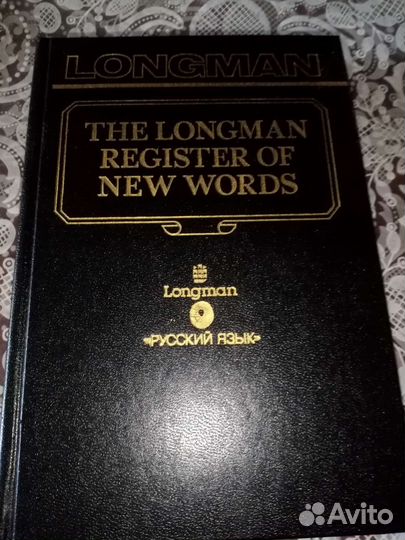 LONGMAN
THE LONGMAN
REGISTER OF
NEW WORDS
Longman
«РУССКИЙ ЯЗЫК»
Avito